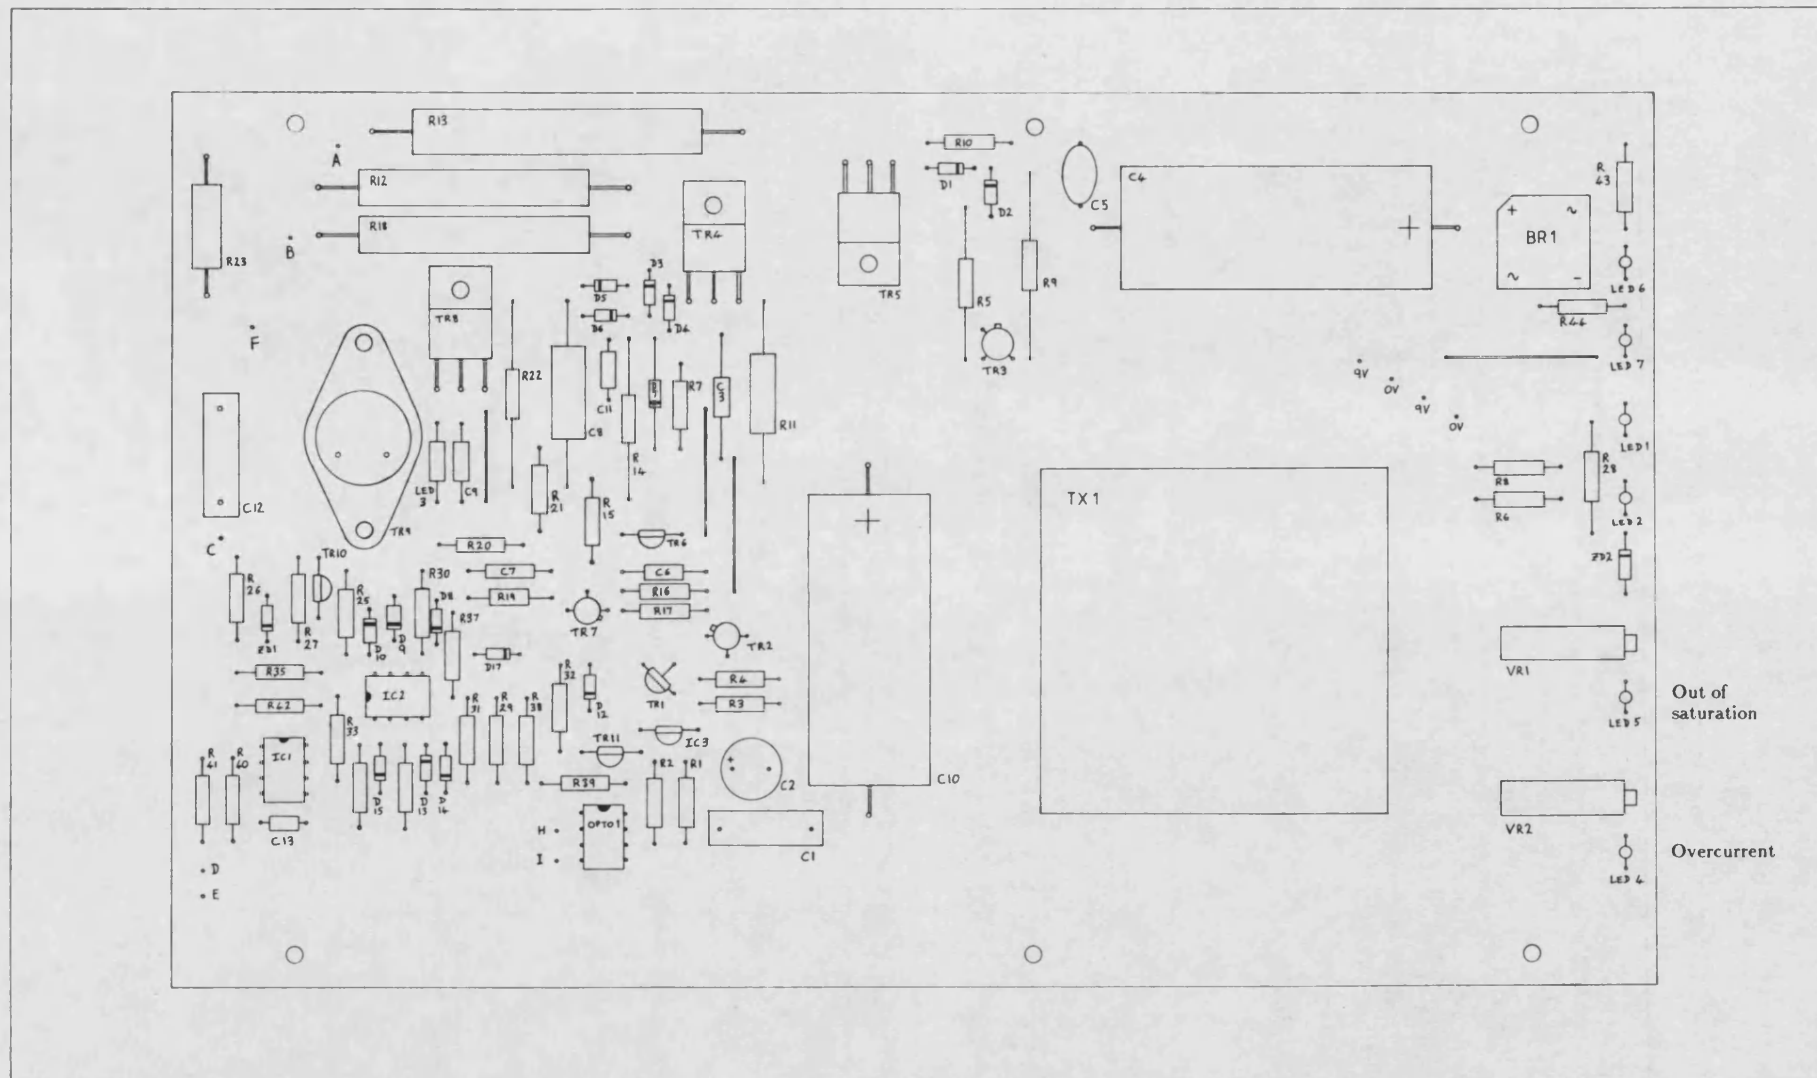 R13
R10
A
R12
D1
D2
C5
C4
R
43
R18
TR4
+
~
BR1
~
-
B
R23
TR5
R5
R9
LED 6
D3
D5
D4
D6
TR8
R44
F
TR3
LED 7
R22
C11
R7
C
3
R11
C8
9V
0V
9V
0V
LED 1
R
14
LED
3
C9
R
21
R
15
R8
R6
R
28
LED 2
C12
TX 1
TR9
C
TR10
R20
TR6
ZD2
R
26
R
25
R30
D8
C7
C6
R16
R19
R17
R37
ZD1
R
27
D
10
D
9
TR7
TR2
D17
R
32
R35
R4
VR1
IC2
D
12
TR1
R3
R42
R
33
R
31
R
29
R
38
LED 5
Out of
saturation
TR11
IC3
R
41
R
40
IC1
R39
R2
R1
+
C2
C10
D
15
D
13
D
14
C13
H
OPTO 1
I
C1
VR2
D
E
LED 4
Overcurrent